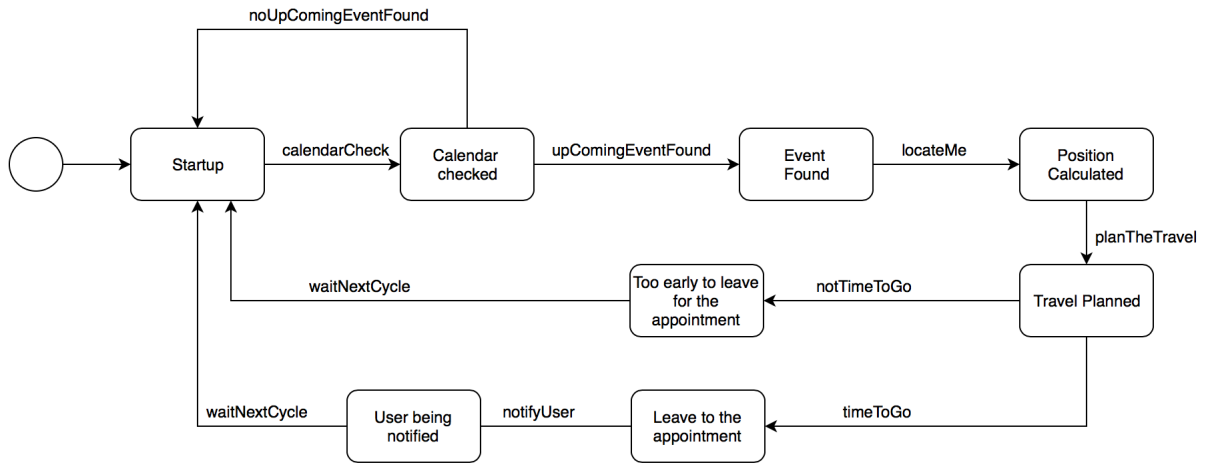 noUpComingEventFound
Startup
calendarCheck
Calendar
checked
upComingEventFound
Event
Found
locateMe
Position
Calculated
planTheTravel
waitNextCycle
Too early to leave
for the
appointment
notTimeToGo
Travel Planned
waitNextCycle
User being
notified
notifyUser
Leave to the
appointment
timeToGo